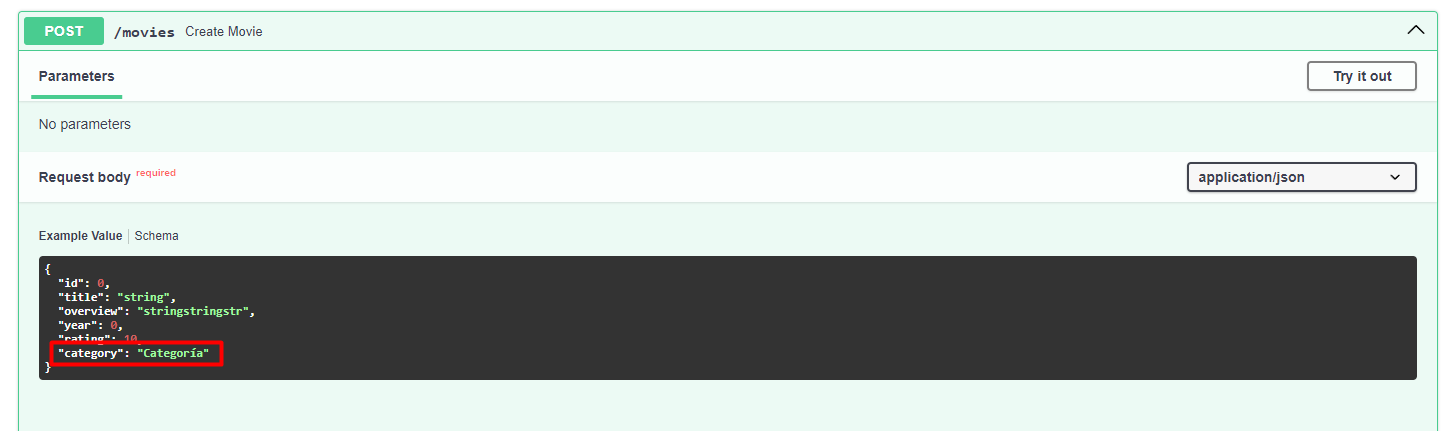 POST /movies Create Movie
Parameters
Try it out
No parameters
Request body required
application/json
Example Value | Schema
{
"id": 0,
"title": "string",
"overview": "stringstringstr",
"year": 0,
"rating": 10,
"category": "Categoría"
}